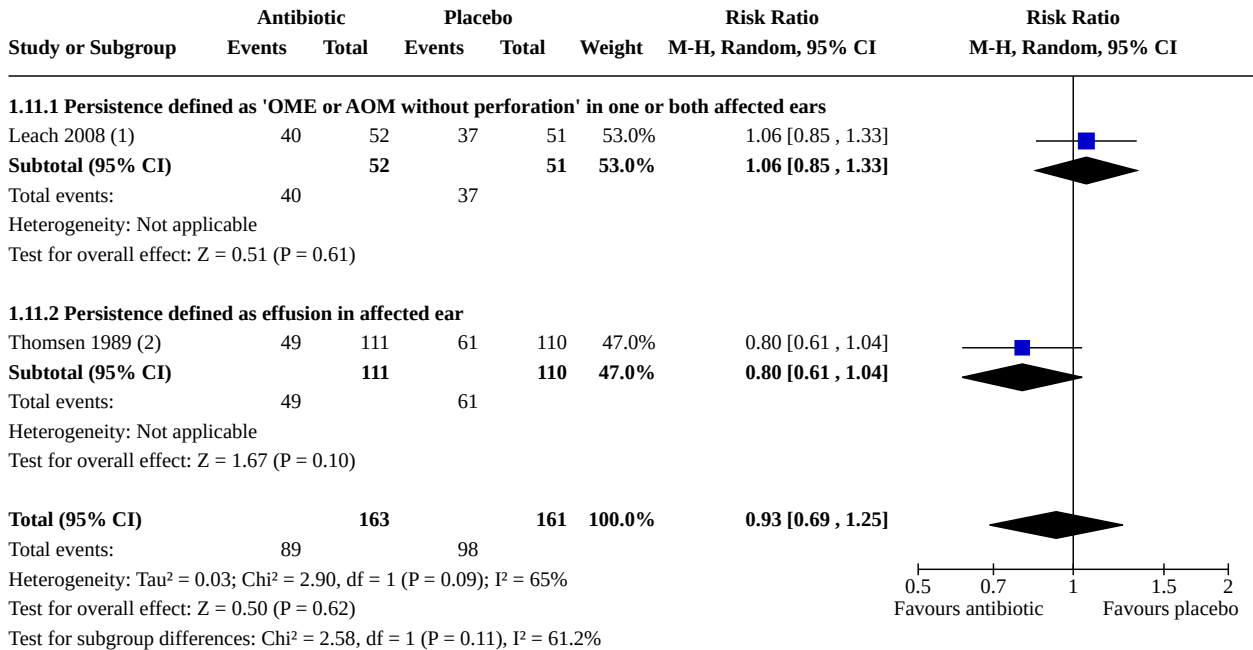 Antibiotic Placebo Risk Ratio Risk Ratio
Study or Subgroup Events Total Events Total Weight M-H, Random, 95% CI M-H, Random, 95% CI
1.11.1 Persistence defined as 'OME or AOM without perforation' in one or both affected ears
Leach 2008 (1) 40 52 37 51 53.0% 1.06 [0.85 , 1.33]
Subtotal (95% CI) 52 51 53.0% 1.06 [0.85 , 1.33]
Total events: 40 37
Heterogeneity: Not applicable
Test for overall effect: Z = 0.51 (P = 0.61)
1.11.2 Persistence defined as effusion in affected ear
Thomsen 1989 (2) 49 111 61 110 47.0% 0.80 [0.61 , 1.04]
Subtotal (95% CI) 111 110 47.0% 0.80 [0.61 , 1.04]
Total events: 49 61
Heterogeneity: Not applicable
Test for overall effect: Z = 1.67 (P = 0.10)
Total (95% CI) 163 161 100.0% 0.93 [0.69 , 1.25]
Total events: 89 98
Heterogeneity: Tau² = 0.03; Chi² = 2.90, df = 1 (P = 0.09); I² = 65%
0.5 0.7 1 1.5 2
Test for overall effect: Z = 0.50 (P = 0.62) Favours antibiotic Favours placebo
Test for subgroup differences: Chi² = 2.58, df = 1 (P = 0.11), I² = 61.2%